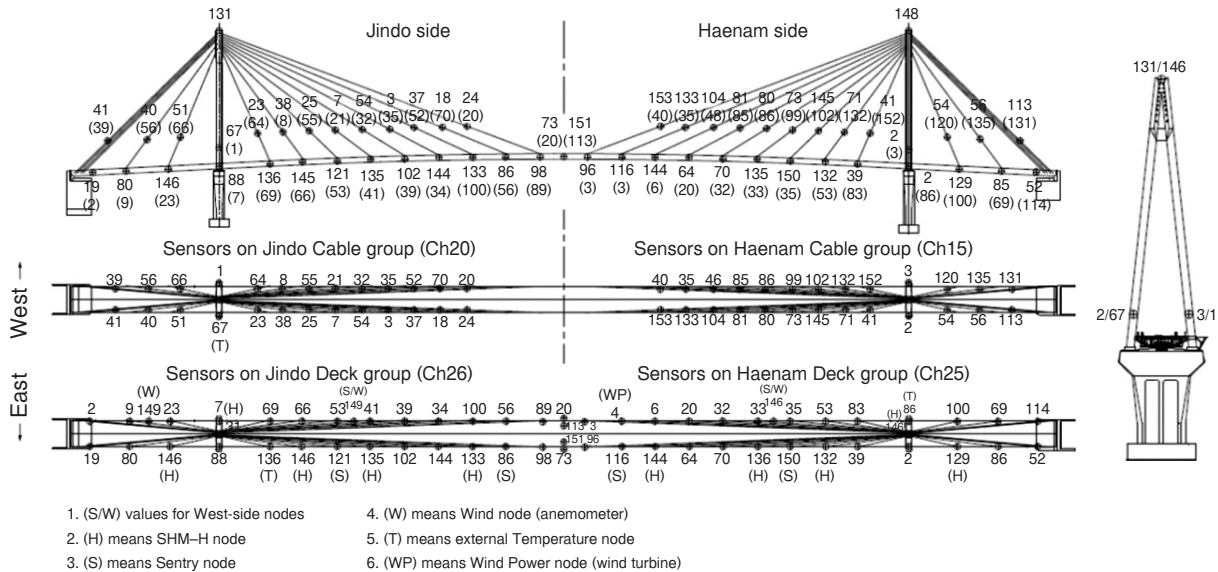 131
148
Jindo side
Haenam side
131/146
41 40 51 23 38 25 7 54 3 37 18 24
(39) (56) (66) (64) (8) (55) (21) (32) (35) (52) (70) (20)
153 133 104 81 80 73 145 71 41 54 56 113
(40) (35) (48) (85) (86) (99) (102) (132) (152) (120) (135) (131)
67
(1)
73 151
(20) (113)
2
(3)
19 80 146 88 136 145 121 135 102 144 133 86 98
(2) (9) (23) (7) (69) (66) (53) (41) (39) (34) (100) (56) (89)
96 116 144 64 70 135 150 132 39 2 129 85 52
(3) (3) (6) (20) (32) (33) (35) (53) (83) (86) (100) (69) (114)
Sensors on Jindo Cable group (Ch20)
Sensors on Haenam Cable group (Ch15)
39 56 66 1 64 8 55 21 32 35 52 70 20
40 35 46 85 86 99 102 132 152 3 120 135 131
41 40 51 67 23 38 25 7 54 3 37 18 24
(T)
153 133 104 81 80 73 145 71 41 2 54 56 113
2/67
3/1
West
East
Sensors on Jindo Deck group (Ch26)
Sensors on Haenam Deck group (Ch25)
(W) (S/W)
2 9 149 23 7 (H) 69 66 53 149 41 39 34 100 56 89 20
31
(WP) (S/W) (T)
4 6 20 32 33 146 35 53 83 86 100 69 114
(H)
146
113 3
151 96
19 80 146 88 136 146 121 135 102 144 133 86 98 73
(H) (T) (H) (S) (H) (H) (S)
116 144 64 70 136 150 132 39 2 129 86 52
(S) (H) (H) (S) (H) (H)
1. (S/W) values for West-side nodes
2. (H) means SHM–H node
3. (S) means Sentry node
4. (W) means Wind node (anemometer)
5. (T) means external Temperature node
6. (WP) means Wind Power node (wind turbine)